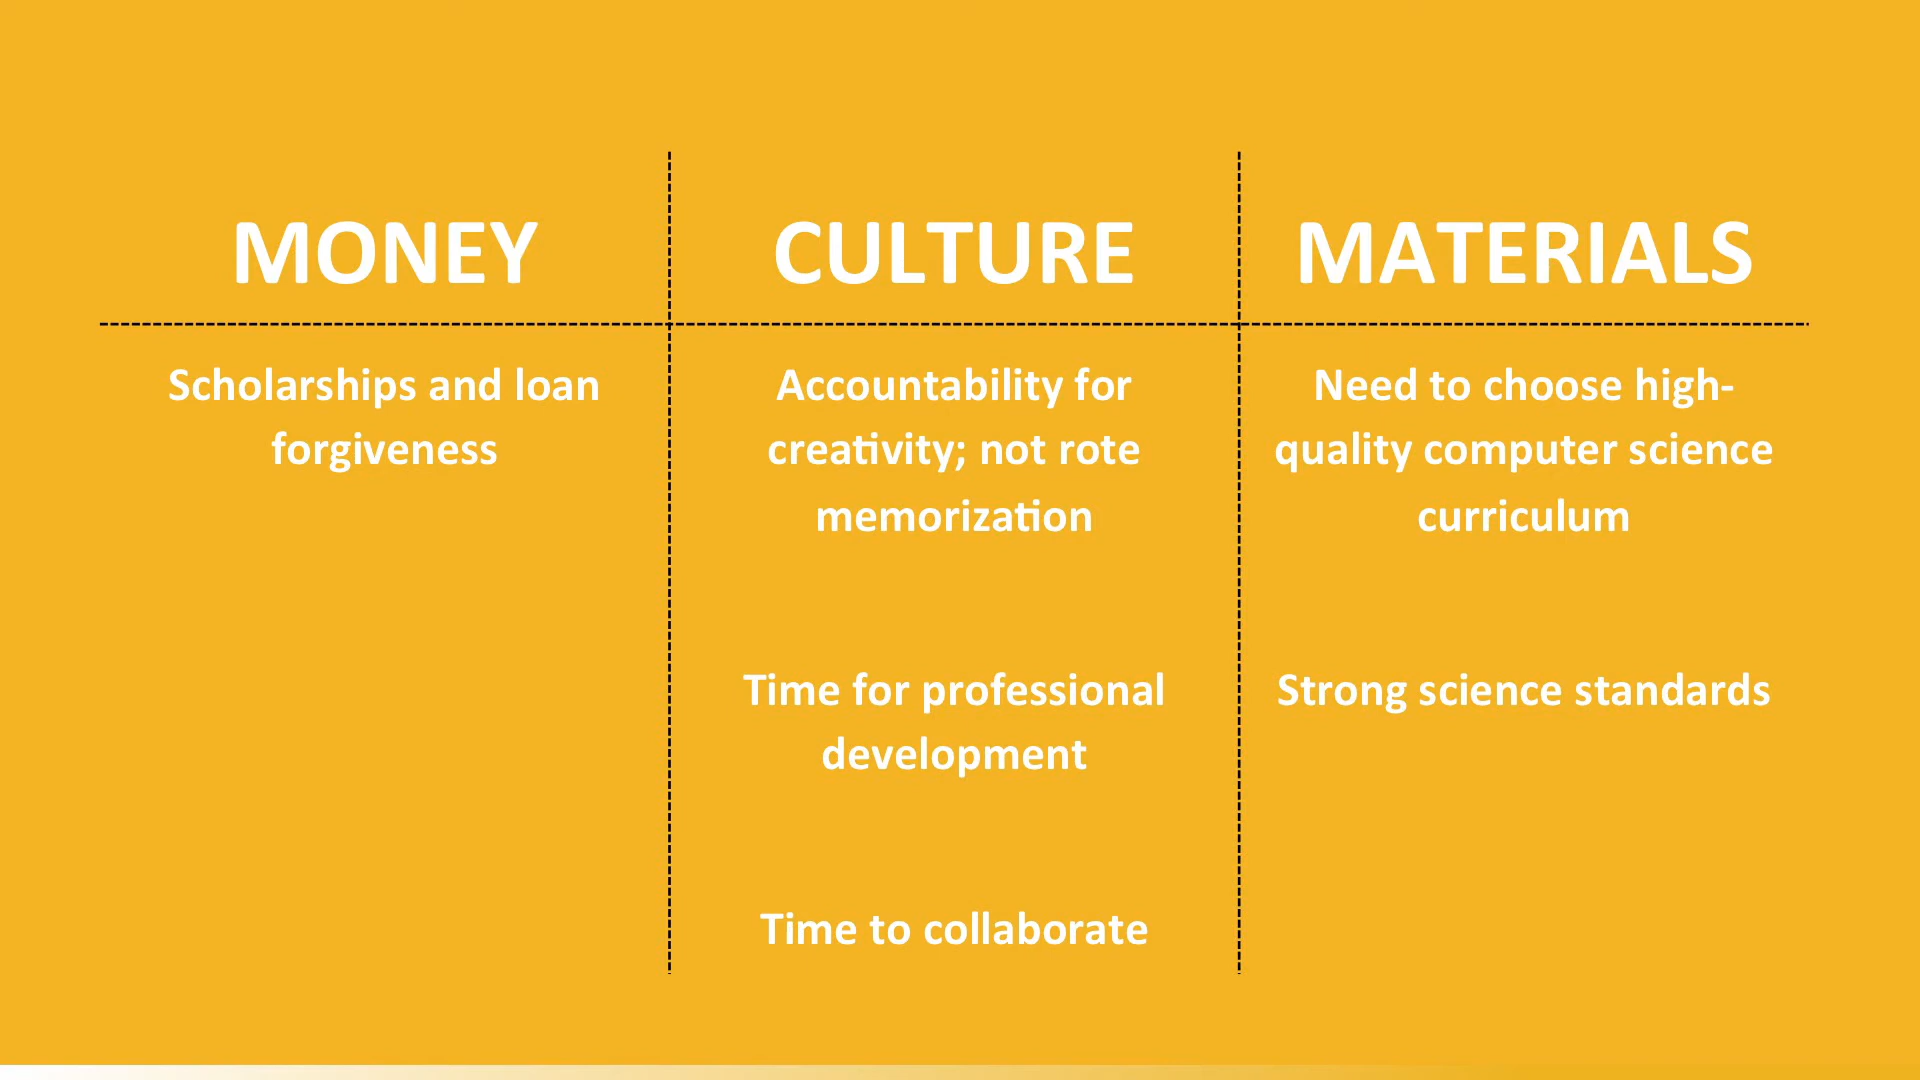 MONEY
CULTURE
MATERIALS
Scholarships and loan
forgiveness
Accountability for
creativity; not rote
memorization
Need to choose high-
quality computer science
curriculum
Time for professional
development
Strong science standards
Time to collaborate